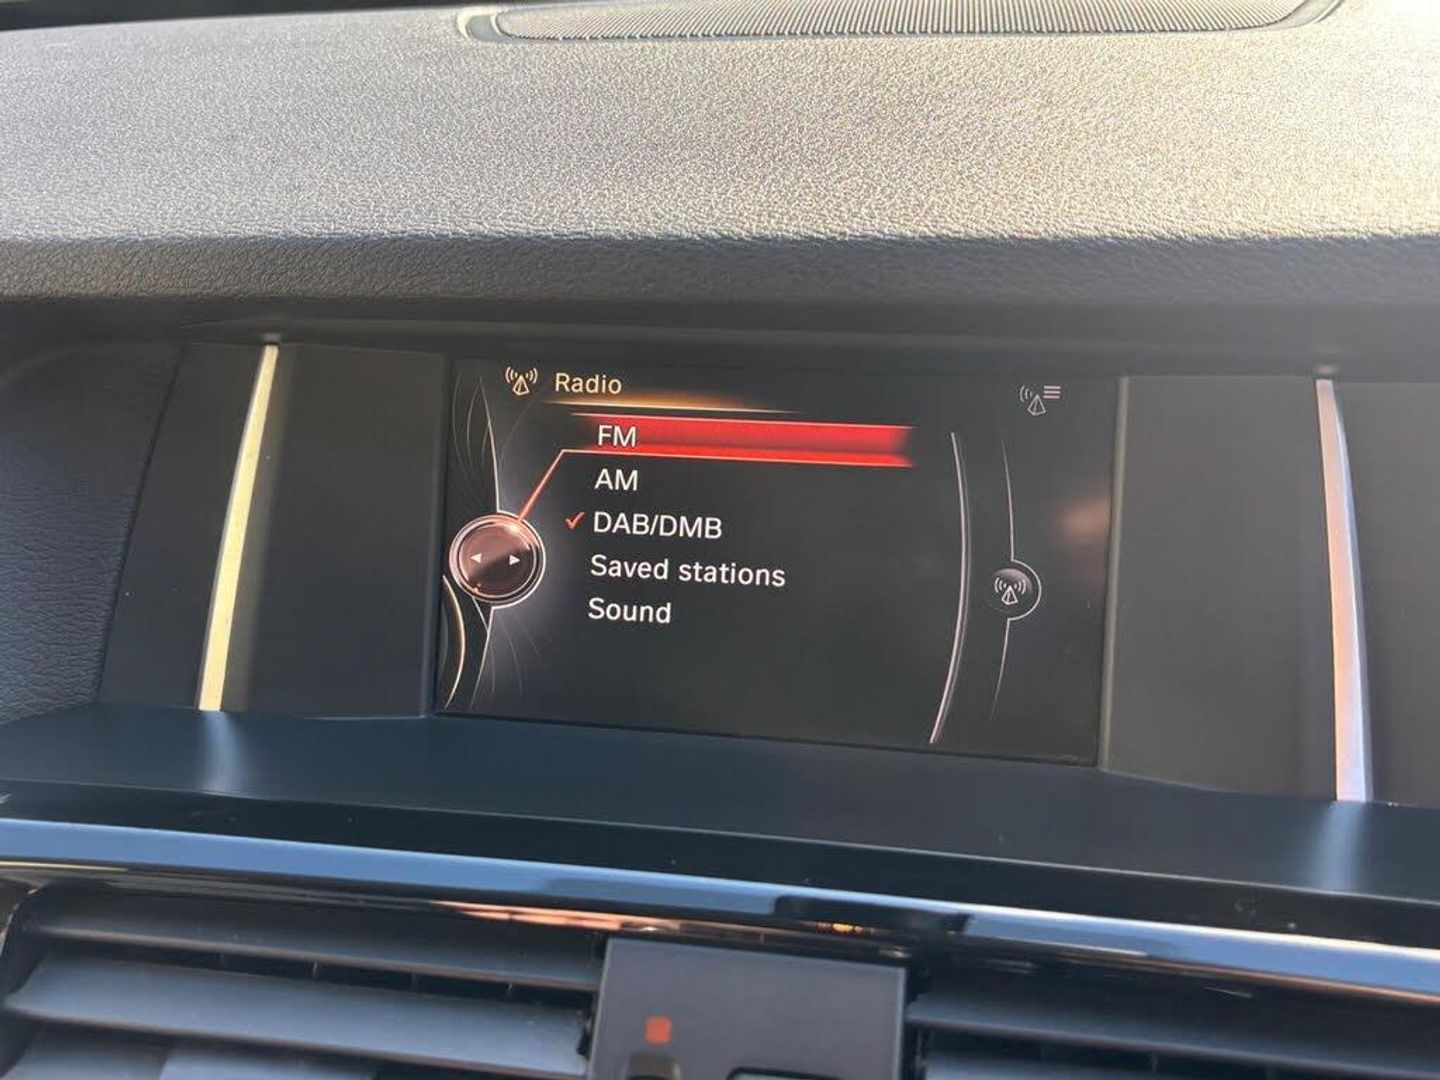 Radio
FM
AM
DAB/DMB
Saved stations
Sound